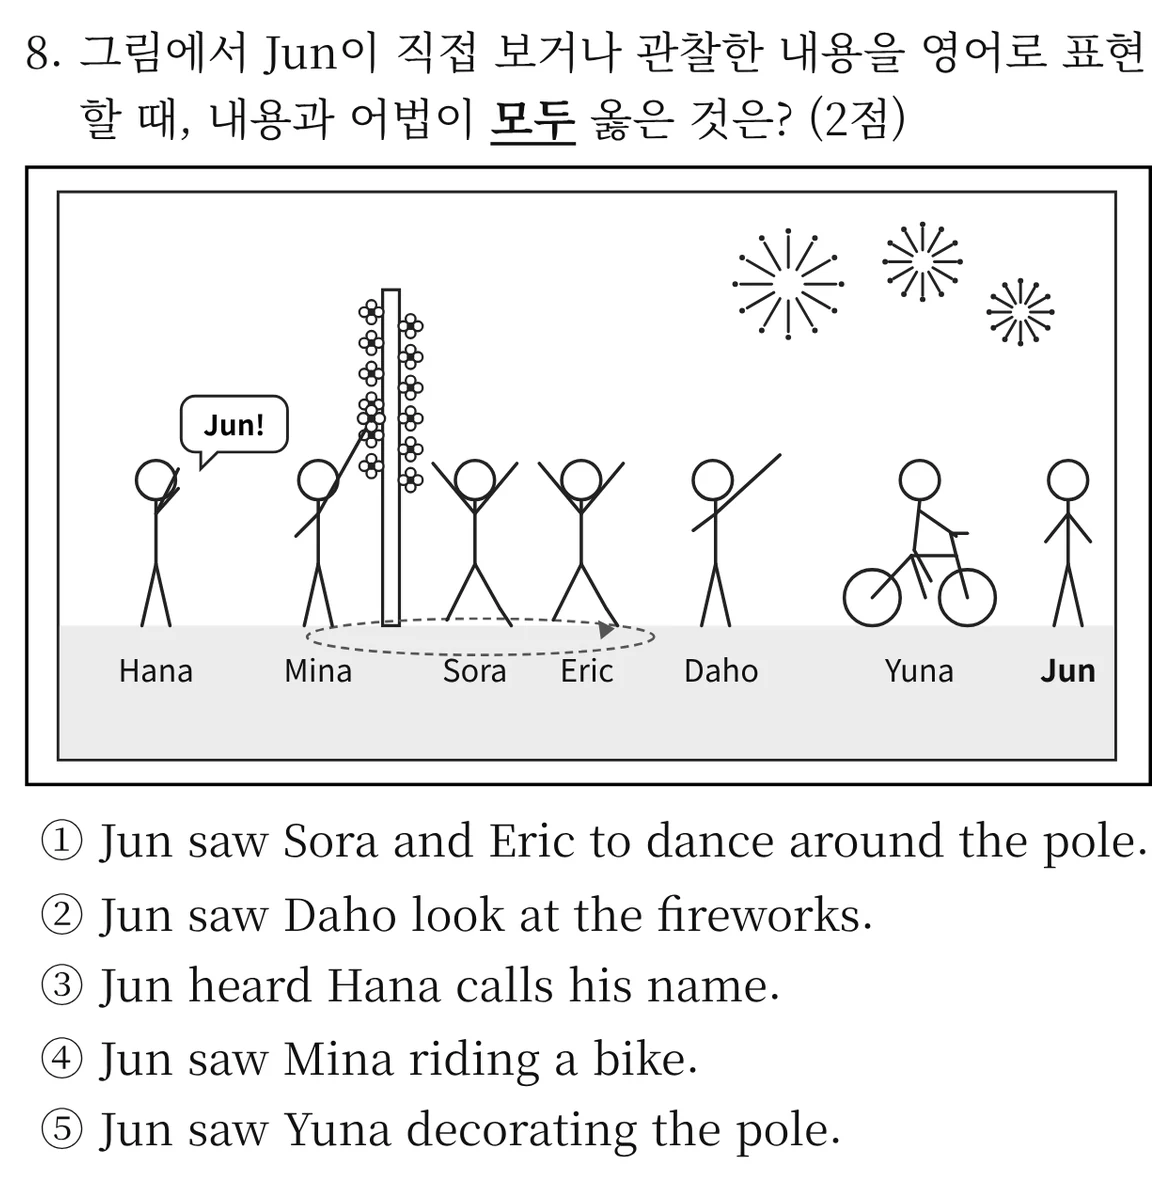 8. 그림에서 Jun이 직접 보거나 관찰한 내용을 영어로 표현
할 때, 내용과 어법이 모두 옳은 것은? (2점)
Jun!
Hana Mina Sora Eric Daho Yuna Jun
① Jun saw Sora and Eric to dance around the pole.
② Jun saw Daho look at the fireworks.
③ Jun heard Hana calls his name.
④ Jun saw Mina riding a bike.
⑤ Jun saw Yuna decorating the pole.